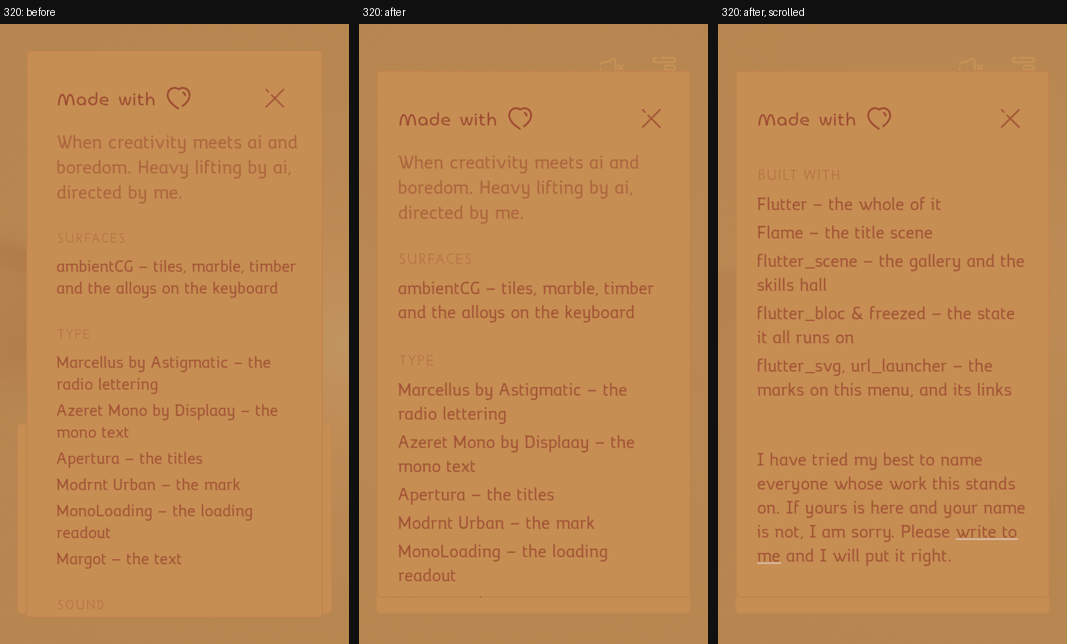 320: before
Made with
When creativity meets ai and
boredom. Heavy lifting by ai,
directed by me.
SURFACES
ambientCG – tiles, marble, timber
and the alloys on the keyboard
TYPE
Marcellus by Astigmatic – the
radio lettering
Azeret Mono by Displaay – the
mono text
Apertura – the titles
Modrnt Urban – the mark
MonoLoading – the loading
readout
Margot – the text
SOUND
320: after
Made with
When creativity meets ai and
boredom. Heavy lifting by ai,
directed by me.
SURFACES
ambientCG – tiles, marble, timber
and the alloys on the keyboard
TYPE
Marcellus by Astigmatic – the
radio lettering
Azeret Mono by Displaay – the
mono text
Apertura – the titles
Modrnt Urban – the mark
MonoLoading – the loading
readout
320: after, scrolled
Made with
BUILT WITH
Flutter – the whole of it
Flame – the title scene
flutter_scene – the gallery and the
skills hall
flutter_bloc & freezed – the state
it all runs on
flutter_svg, url_launcher – the
marks on this menu, and its links
I have tried my best to name
everyone whose work this stands
on. If yours is here and your name
is not, I am sorry. Please write to
me and I will put it right.